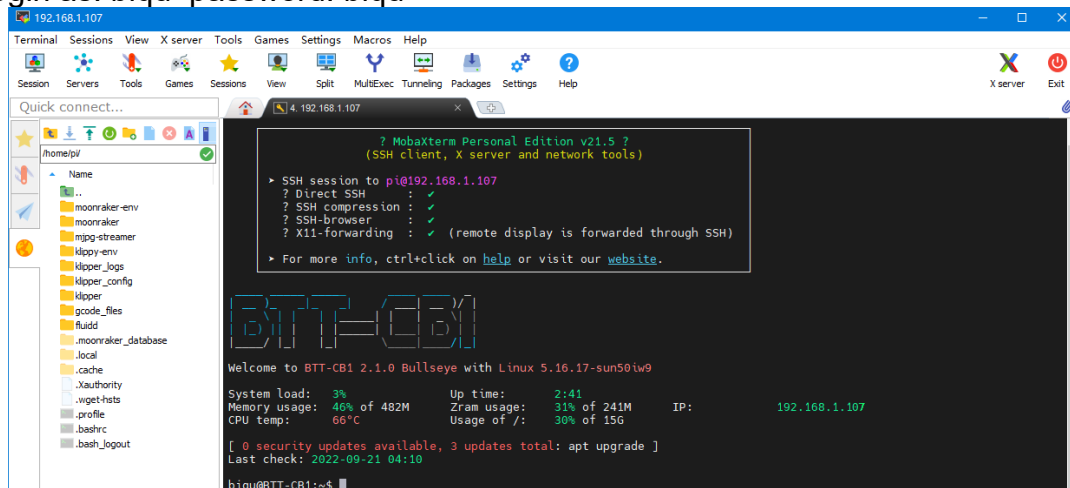 login as: biqu password: biqu
192.168.1.107
Terminal Sessions View X server Tools Games Settings Macros Help
Session Servers Tools Games Sessions View Split MultiExec Tunneling Packages Settings Help X server Exit
Quick connect...
4. 192.168.1.107
/home/pi/
Name
..
moonraker-env
moonraker
mjpg-streamer
klippy-env
klipper_logs
klipper_config
klipper
gcode_files
fluidd
.moonraker_database
.local
.cache
.Xauthority
.wget-hsts
.profile
.bashrc
.bash_logout
? MobaXterm Personal Edition v21.5 ?
(SSH client, X server and network tools)
➤ SSH session to pi@192.168.1.107
? Direct SSH : ✔
? SSH compression : ✔
? SSH-browser : ✔
? X11-forwarding : ✔ (remote display is forwarded through SSH)
➤ For more info, ctrl+click on help or visit our website.
BTT-CB1
Welcome to BTT-CB1 2.1.0 Bullseye with Linux 5.16.17-sun50iw9
System load: 3% Up time: 2:41
Memory usage: 46% of 482M Zram usage: 31% of 241M IP: 192.168.1.107
CPU temp: 66°C Usage of /: 30% of 15G
[ 0 security updates available, 3 updates total: apt upgrade ]
Last check: 2022-09-21 04:10
biqu@BTT-CB1:~$